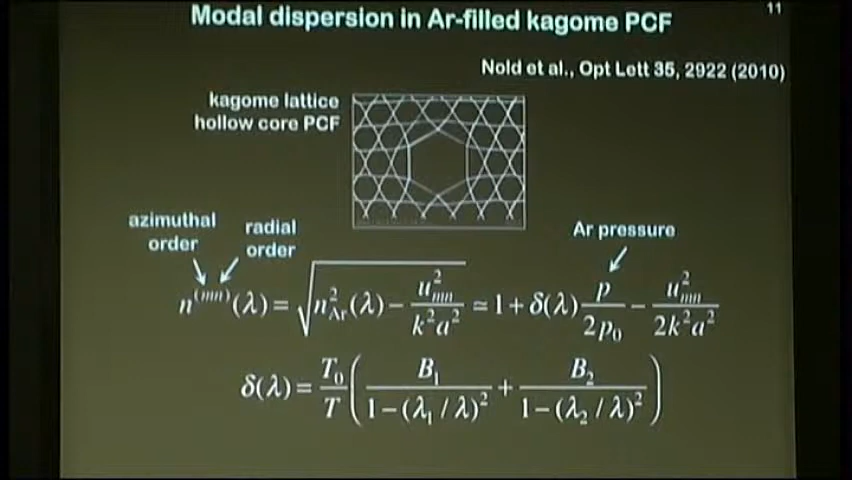 Modal dispersion in Ar-filled kagome PCF
11
Nold et al., Opt Lett 35, 2922 (2010)
kagome lattice
hollow core PCF
azimuthal
order
radial
order
Ar pressure
n^(mn)(λ) = √(n²_Ar(λ) − u²_mn / k²a²) ≃ 1 + δ(λ) p / 2p₀ − u²_mn / 2k²a²
δ(λ) = T₀ / T ( B₁ / 1−(λ₁ / λ)² + B₂ / 1−(λ₂ / λ)² )